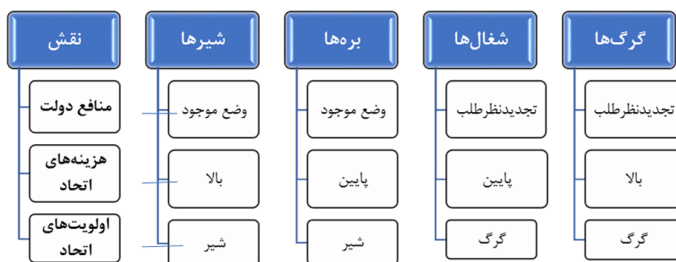 نقش
شیرها
بره‌ها
شغال‌ها
گرگ‌ها
منافع دولت
وضع موجود
وضع موجود
تجدیدنظرطلب
تجدیدنظرطلب
هزینه‌های
اتحاد
بالا
پایین
پایین
بالا
اولویت‌های
اتحاد
شیر
شیر
گرگ
گرگ